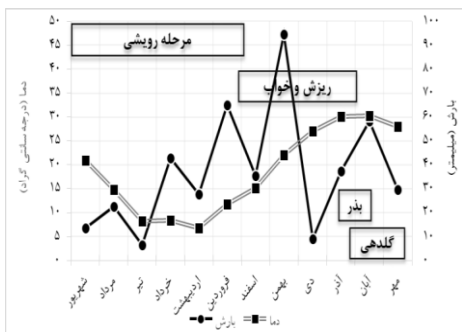 مرحله رویشی
ریزش و خواب
بذر
گلدهی
دما (درجه سانتی گراد)
۵۰
۴۵
۴۰
۳۵
۳۰
۲۵
۲۰
۱۵
۱۰
۵
۰
بارش (میلیمتر)
۱۰۰
۹۰
۸۰
۷۰
۶۰
۵۰
۴۰
۳۰
۲۰
۱۰
۰
شهریور
مرداد
تیر
خرداد
اردیبهشت
فروردین
اسفند
بهمن
دی
آذر
آبان
مهر
بارش
دما